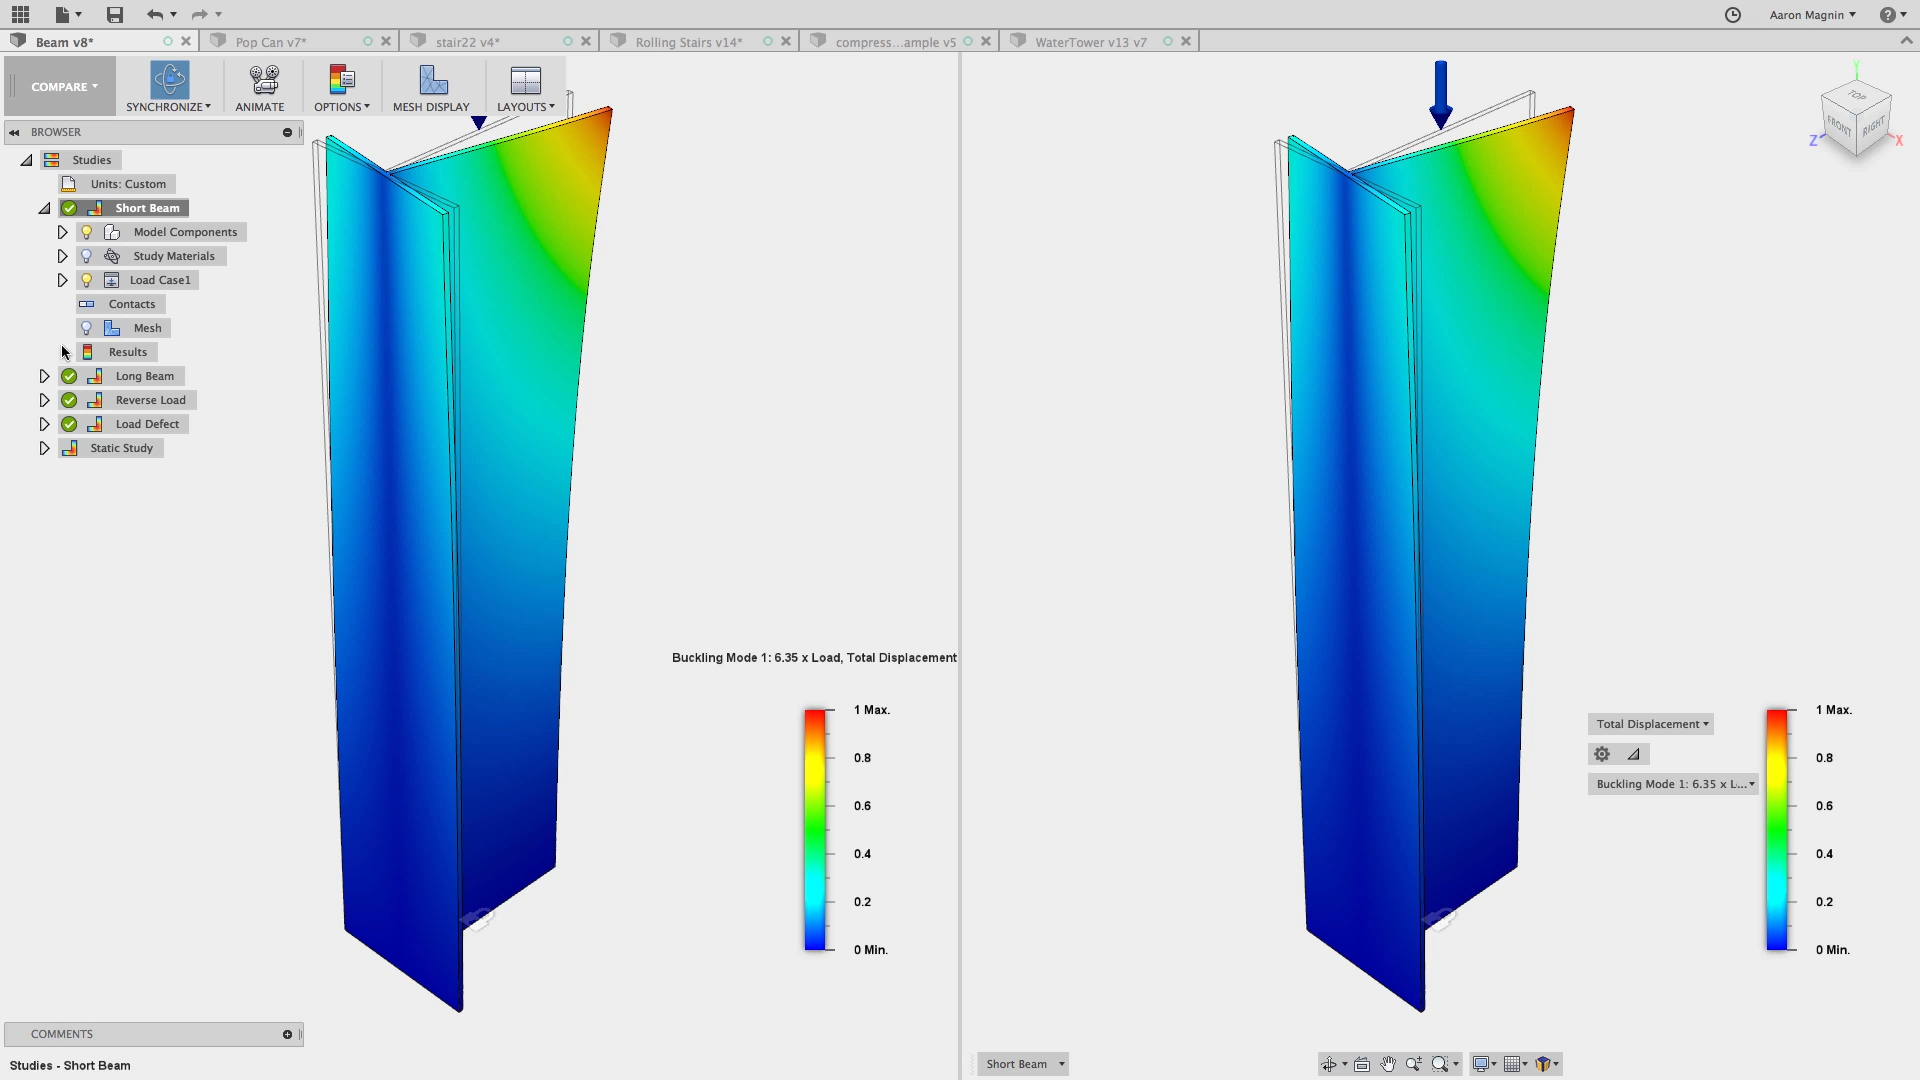 Aaron Magnin
Beam v8*
Pop Can v7*
stair22 v4*
Rolling Stairs v14*
compress...ample v5
WaterTower v13 v7
COMPARE
SYNCHRONIZE
ANIMATE
OPTIONS
MESH DISPLAY
LAYOUTS
BROWSER
Studies
Units: Custom
Short Beam
Model Components
Study Materials
Load Case1
Contacts
Mesh
Results
Long Beam
Reverse Load
Load Defect
Static Study
Buckling Mode 1: 6.35 x Load, Total Displacement
1 Max.
0.8
0.6
0.4
0.2
0 Min.
Y
TOP
FRONT
RIGHT
Z
X
Total Displacement
Buckling Mode 1: 6.35 x L...
1 Max.
0.8
0.6
0.4
0.2
0 Min.
COMMENTS
Studies - Short Beam
Short Beam